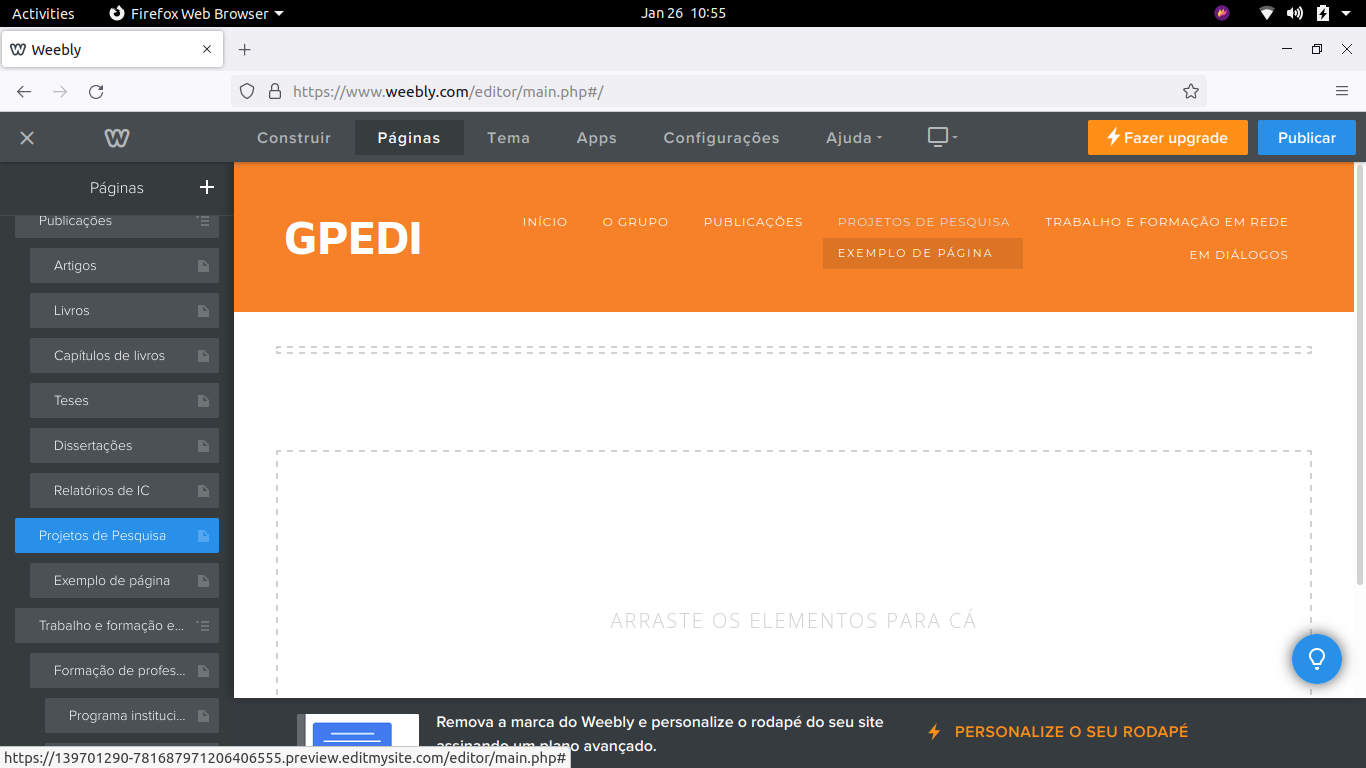 Activities
Firefox Web Browser
Jan 26 10:55
Weebly
https://www.weebly.com/editor/main.php#/
Construir
Páginas
Tema
Apps
Configurações
Ajuda
Fazer upgrade
Publicar
Páginas
Publicações
Artigos
Livros
Capítulos de livros
Teses
Dissertações
Relatórios de IC
Projetos de Pesquisa
Exemplo de página
Trabalho e formação e...
Formação de profes...
Programa instituci...
GPEDI
INÍCIO
O GRUPO
PUBLICAÇÕES
PROJETOS DE PESQUISA
TRABALHO E FORMAÇÃO EM REDE
EXEMPLO DE PÁGINA
EM DIÁLOGOS
ARRASTE OS ELEMENTOS PARA CÁ
Remova a marca do Weebly e personalize o rodapé do seu site
assinando um plano avançado.
PERSONALIZE O SEU RODAPÉ
https://139701290-781687971206406555.preview.editmysite.com/editor/main.php#